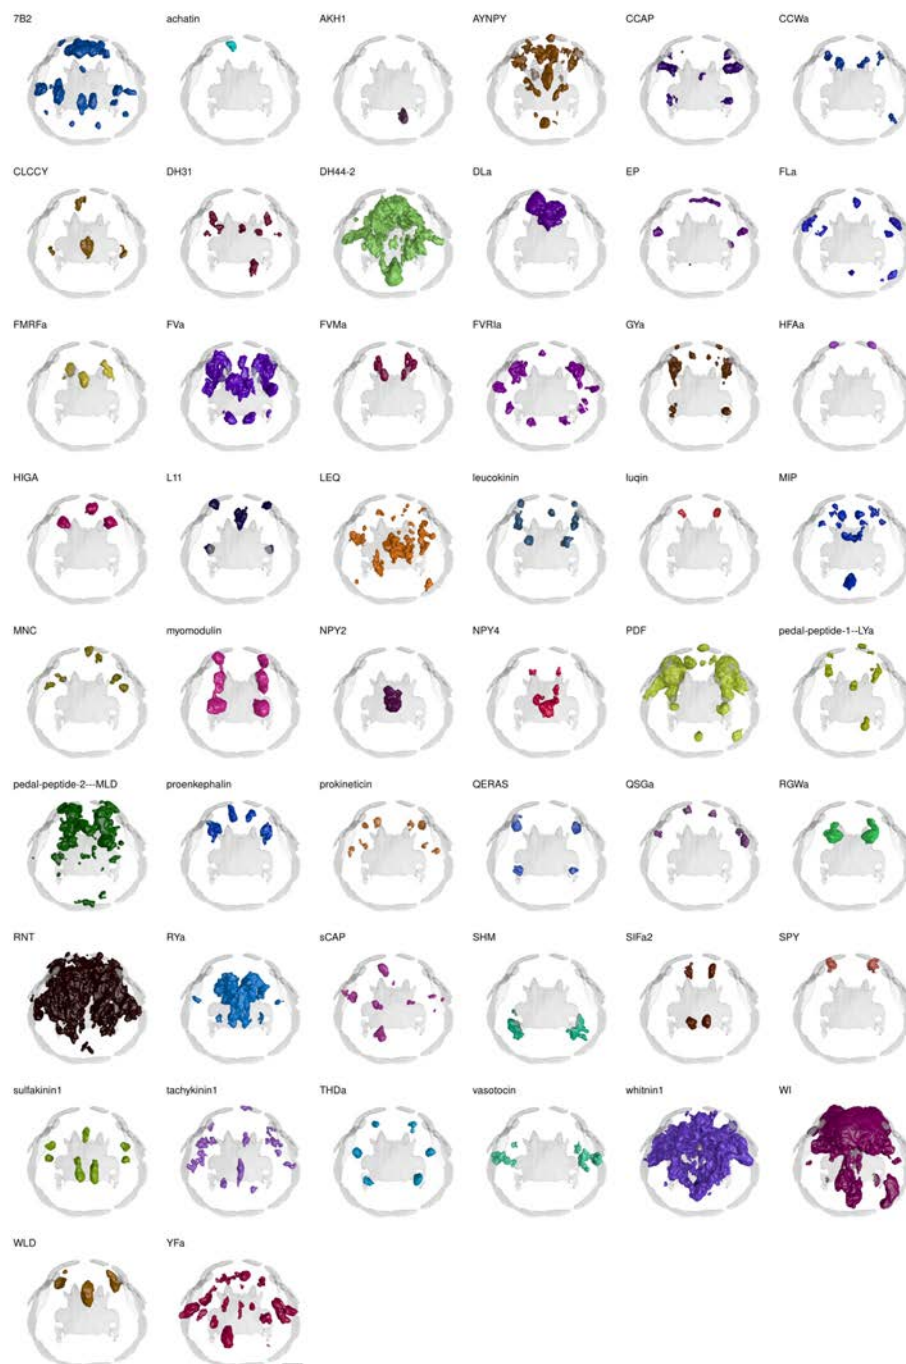 7B2 achatin AKH1 AYNPY CCAP CCWa
CLCCY DH31 DH44-2 DLa EP FLa
FMRFa FVa FVMa FVRIa GYa HFAa
HIGA L11 LEQ leucokinin luqin MIP
MNC myomodulin NPY2 NPY4 PDF pedal-peptide-1--LYa
pedal-peptide-2---MLD proenkephalin prokineticin QERAS QSGa RGWa
RNT RYa sCAP SHM SIFa2 SPY
sulfakinin1 tachykinin1 THDa vasotocin whitnin1 WI
WLD YFa